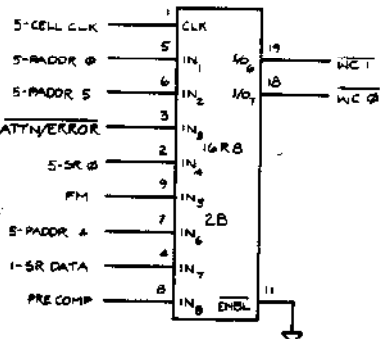 1
5-CELL CLK CLK
5 19
5-PADDR Ø IN1 I/O6 WC 1
6 18
5-PADDR 5 IN2 I/O7 WC Ø
3
ATTN/ERROR IN3
2 16R8
5-SR Ø IN4
9
FM IN5
7 2B
5-PADDR 4 IN6
4
1-SR DATA IN7
8 11
PRECOMP IN8 ENBL